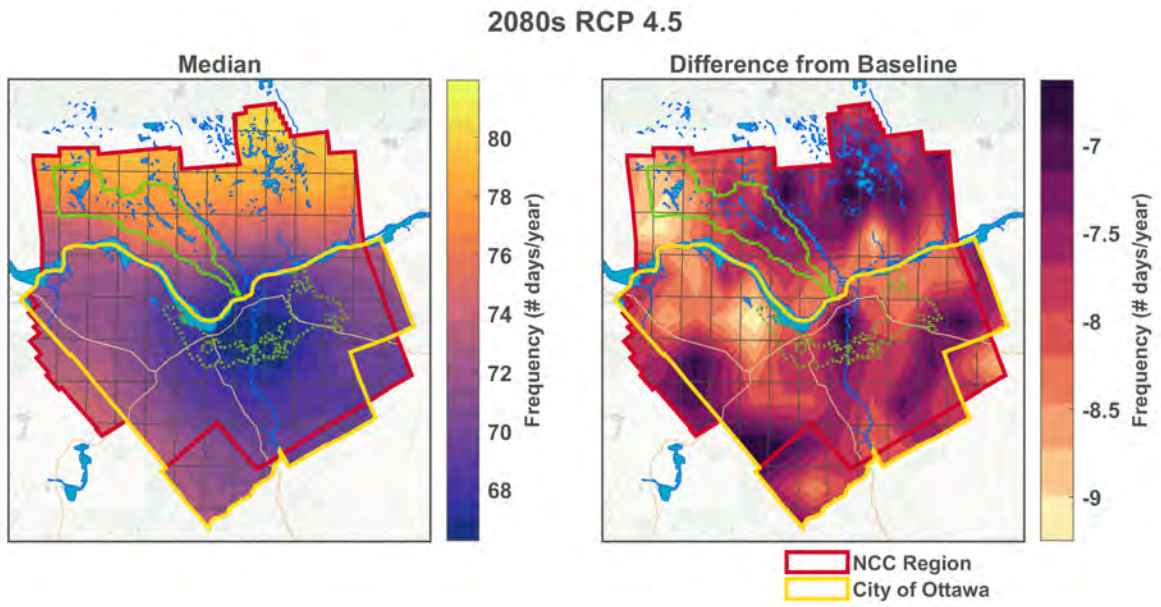 2080s RCP 4.5
Median
Difference from Baseline
80
78
76
74
72
70
68
Frequency (# days/year)
-7
-7.5
-8
-8.5
-9
Frequency (# days/year)
NCC Region
City of Ottawa